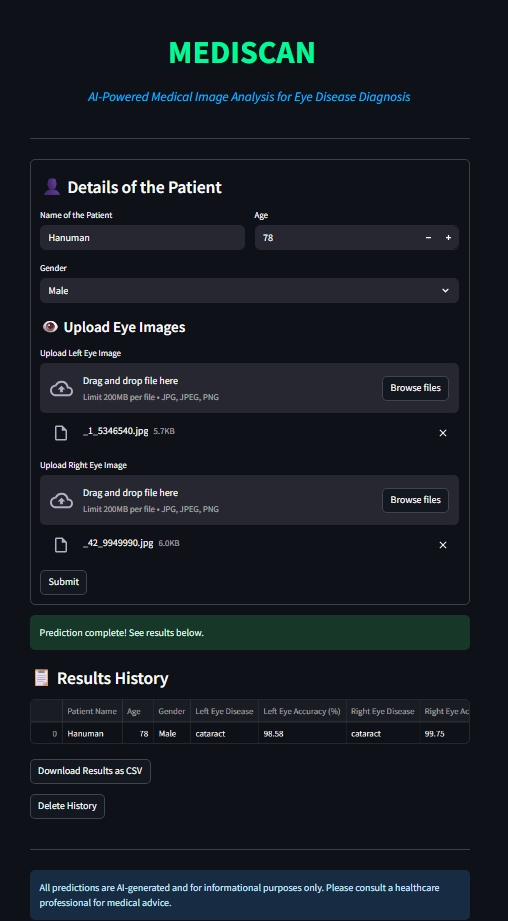 MEDISCAN
AI-Powered Medical Image Analysis for Eye Disease Diagnosis
Details of the Patient
Name of the Patient
Age
Hanuman
78
− +
Gender
Male
Upload Eye Images
Upload Left Eye Image
Drag and drop file here
Limit 200MB per file • JPG, JPEG, PNG
Browse files
_1_5346540.jpg 5.7KB
Upload Right Eye Image
Drag and drop file here
Limit 200MB per file • JPG, JPEG, PNG
Browse files
_42_9949990.jpg 6.0KB
Submit
Prediction complete! See results below.
Results History
Patient Name Age Gender Left Eye Disease Left Eye Accuracy (%) Right Eye Disease Right Eye Ac
0 Hanuman 78 Male cataract 98.58 cataract 99.75
Download Results as CSV
Delete History
All predictions are AI-generated and for informational purposes only. Please consult a healthcare
professional for medical advice.